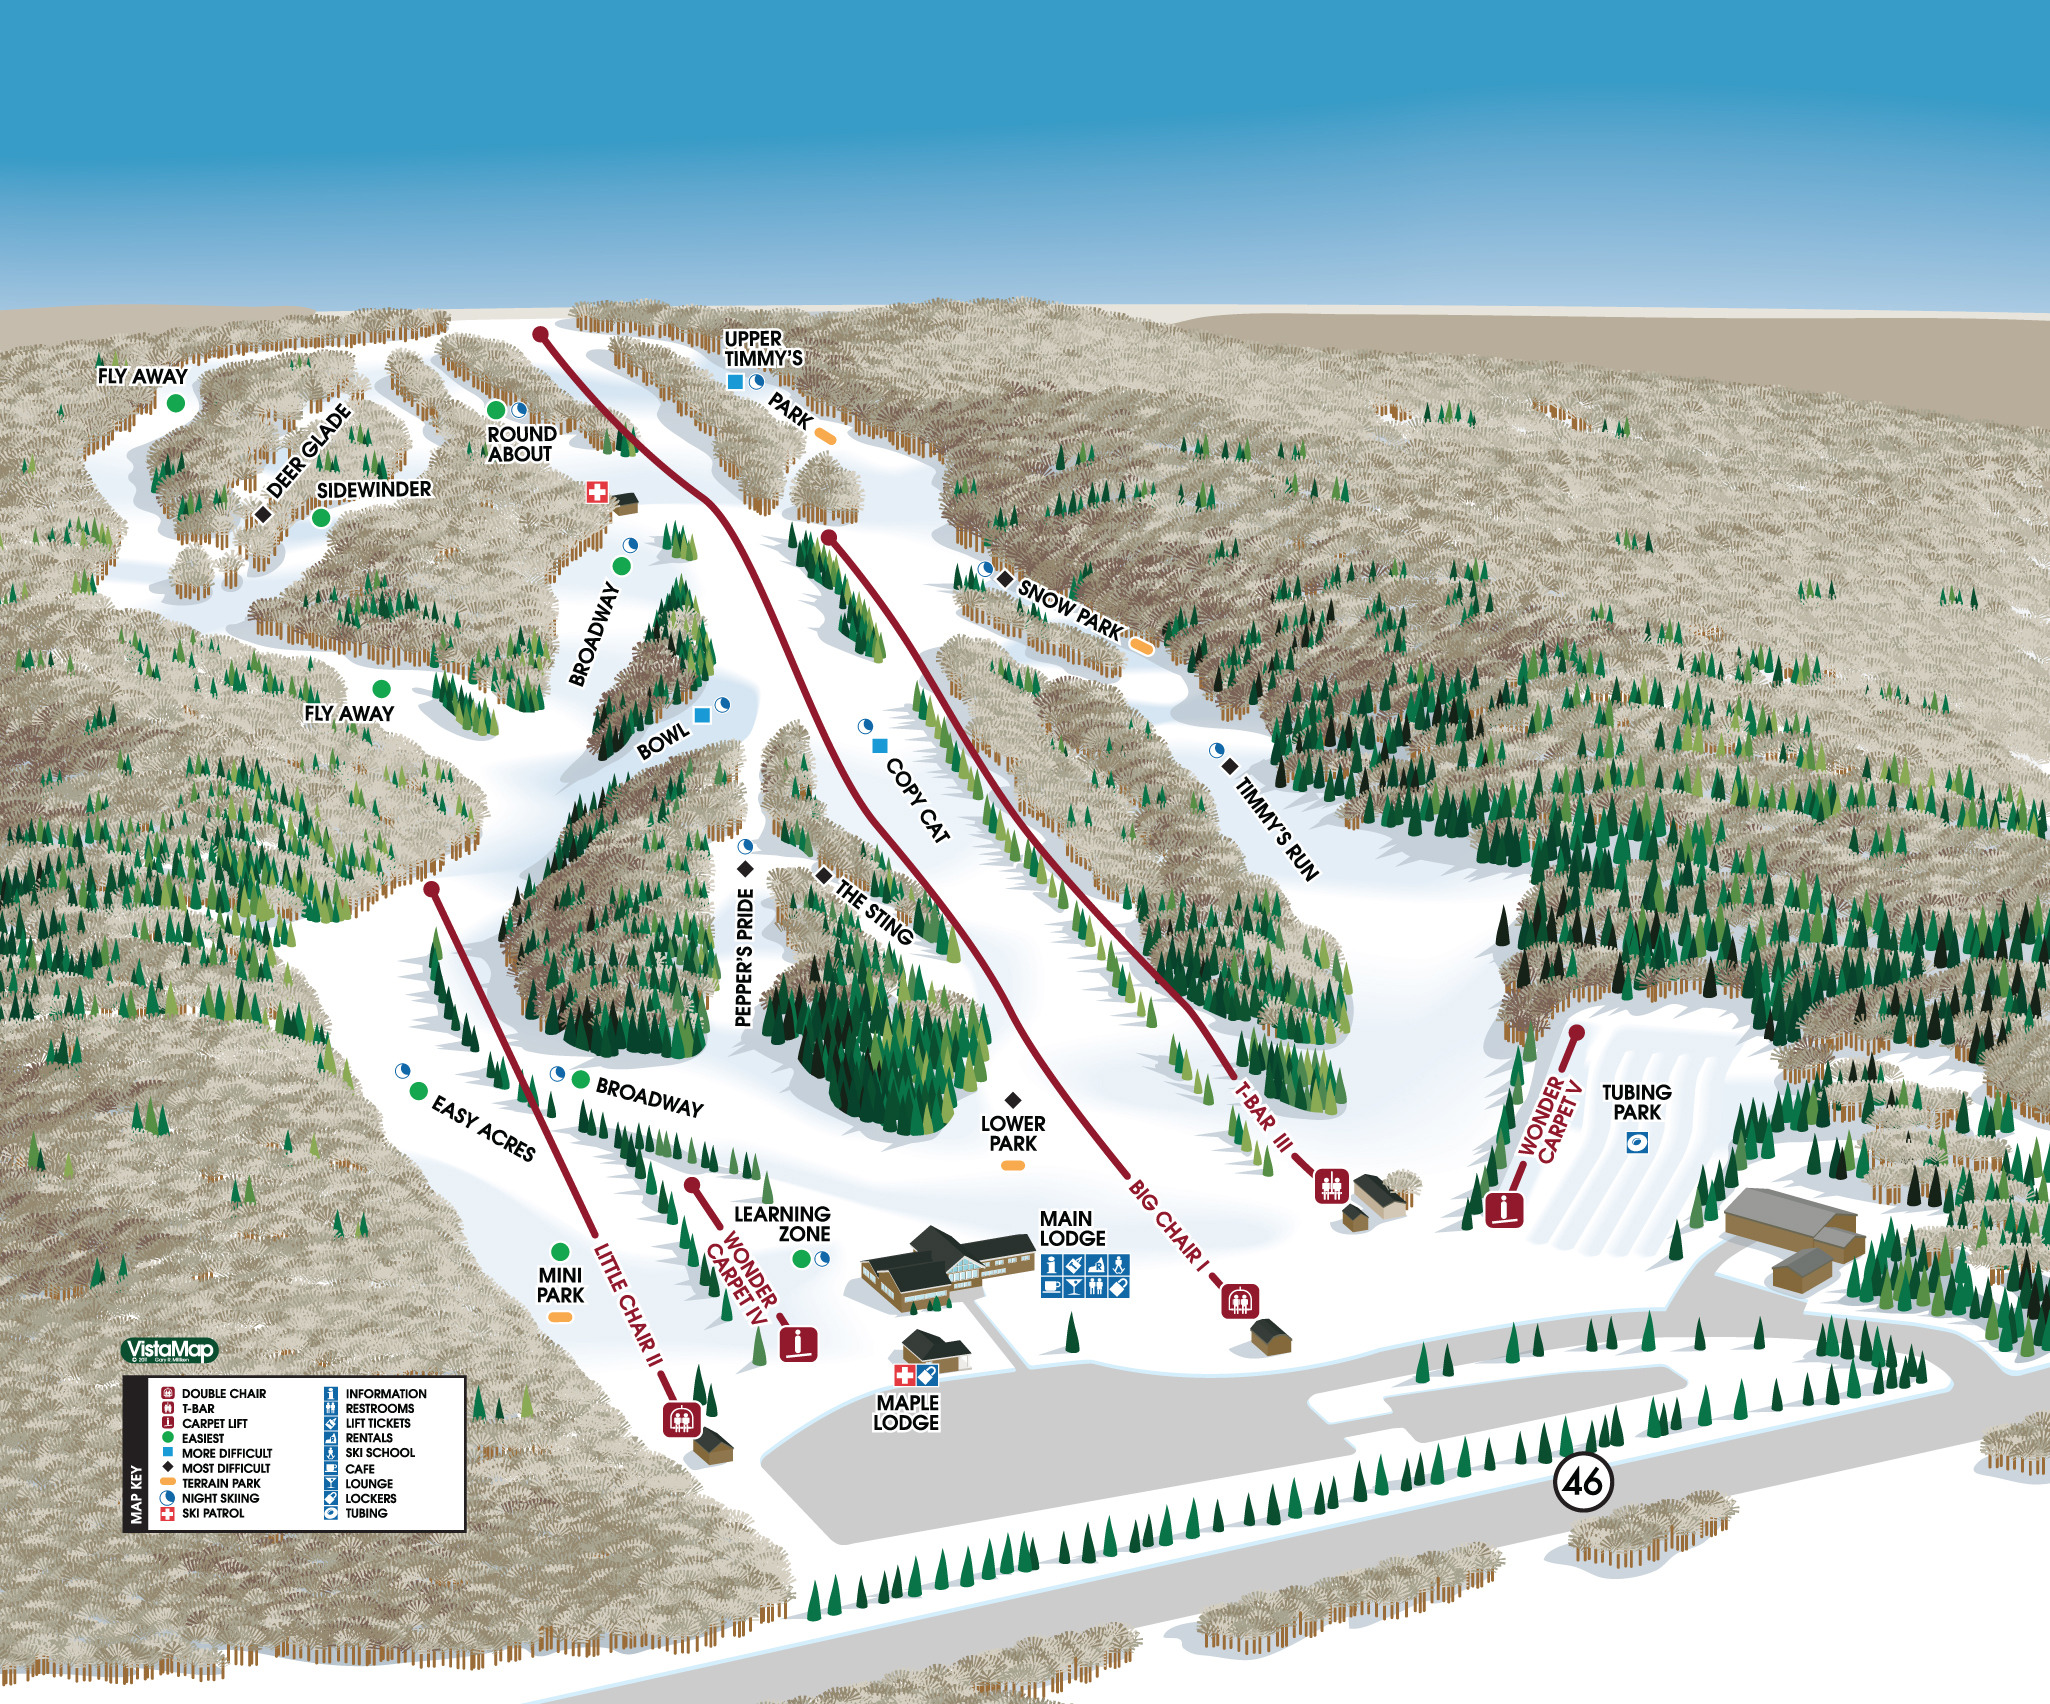 UPPER
TIMMY'S
FLY AWAY
PARK
DEER GLADE
ROUND
ABOUT
SIDEWINDER
BROADWAY
SNOW PARK
FLY AWAY
BOWL
COPY CAT
TIMMY'S RUN
PEPPER'S PRIDE
THE STING
EASY ACRES
BROADWAY
LOWER
PARK
T-BAR III
WONDER
CARPET V
TUBING
PARK
LEARNING
ZONE
WONDER
CARPET IV
MAIN
LODGE
BIG CHAIR I
MINI
PARK
LITTLE CHAIR II
MAPLE
LODGE
46
VistaMap
© 2011 Gary R. Milliken
MAP KEY
DOUBLE CHAIR
T-BAR
CARPET LIFT
EASIEST
MORE DIFFICULT
MOST DIFFICULT
TERRAIN PARK
NIGHT SKIING
SKI PATROL
INFORMATION
RESTROOMS
LIFT TICKETS
RENTALS
SKI SCHOOL
CAFE
LOUNGE
LOCKERS
TUBING